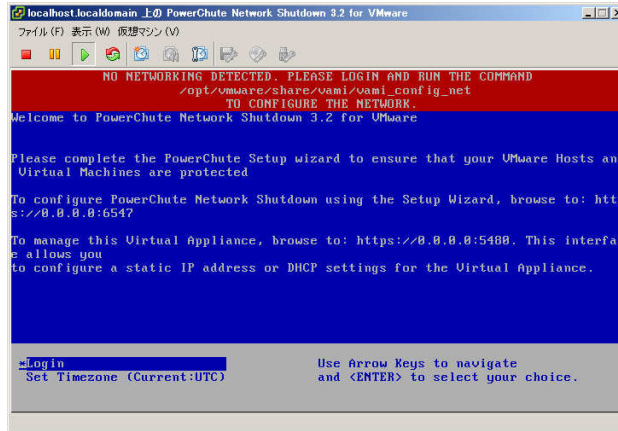 localhost.localdomain 上の PowerChute Network Shutdown 3.2 for VMware
ファイル(F) 表示(W) 仮想マシン(V)
NO NETWORKING DETECTED. PLEASE LOGIN AND RUN THE COMMAND
/opt/vmware/share/vami/vami_config_net
TO CONFIGURE THE NETWORK.
Welcome to PowerChute Network Shutdown 3.2 for VMware
Please complete the PowerChute Setup wizard to ensure that your VMware Hosts an
Virtual Machines are protected
To configure PowerChute Network Shutdown using the Setup Wizard, browse to: htt
s://0.0.0.0:6547
To manage this Virtual Appliance, browse to: https://0.0.0.0:5480. This interfa
e allows you
to configure a static IP address or DHCP settings for the Virtual Appliance.
*Login
Use Arrow Keys to navigate
Set Timezone (Current:UTC)
and <ENTER> to select your choice.